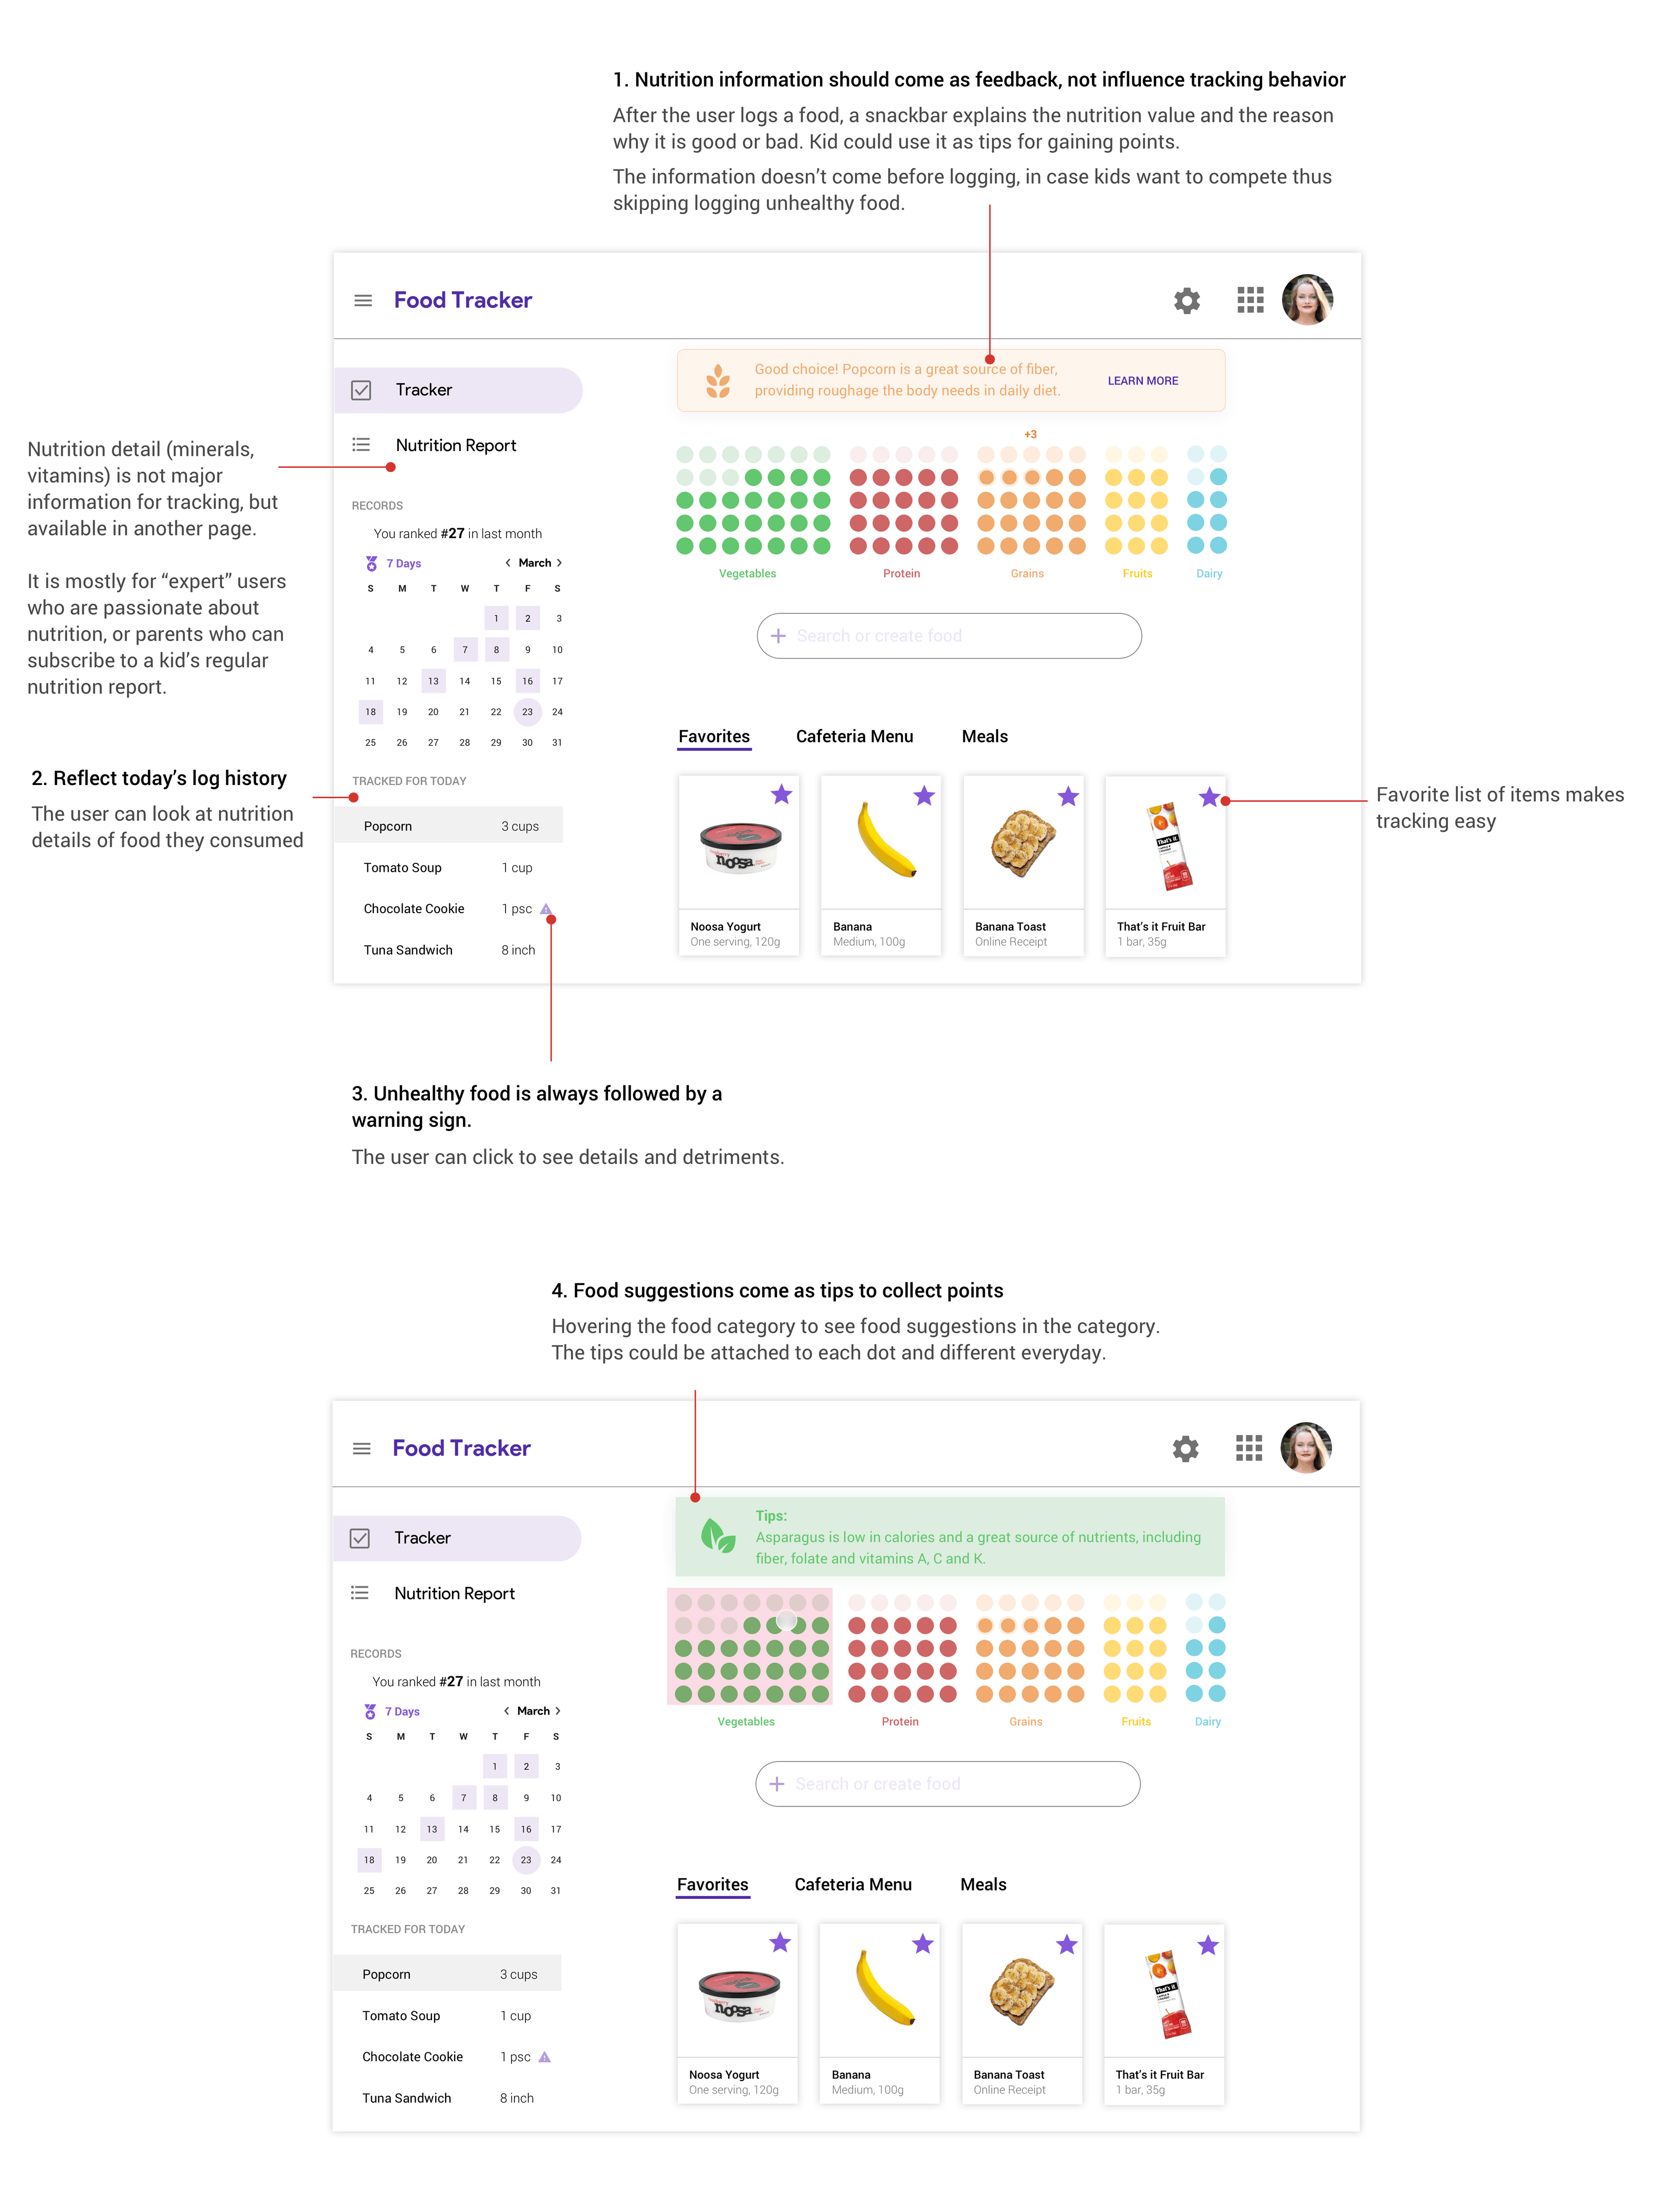 1. Nutrition information should come as feedback, not influence tracking behavior
After the user logs a food, a snackbar explains the nutrition value and the reason
why it is good or bad. Kid could use it as tips for gaining points.
The information doesn’t come before logging, in case kids want to compete thus
skipping logging unhealthy food.
Food Tracker
Good choice! Popcorn is a great source of fiber,
providing roughage the body needs in daily diet.
LEARN MORE
Tracker
Nutrition Report
Nutrition detail (minerals,
vitamins) is not major
information for tracking, but
available in another page.
It is mostly for “expert” users
who are passionate about
nutrition, or parents who can
subscribe to a kid’s regular
nutrition report.
RECORDS
You ranked #27 in last month
7 Days
< March >
S M T W T F S
1 2 3
4 5 6 7 8 9 10
11 12 13 14 15 16 17
18 19 20 21 22 23 24
25 26 27 28 29 30 31
+3
Vegetables Protein Grains Fruits Dairy
+ Search or create food
2. Reflect today’s log history
The user can look at nutrition
details of food they consumed
TRACKED FOR TODAY
Popcorn 3 cups
Tomato Soup 1 cup
Chocolate Cookie 1 psc
Tuna Sandwich 8 inch
Favorites Cafeteria Menu Meals
noosa
That's it.
Noosa Yogurt
One serving, 120g
Banana
Medium, 100g
Banana Toast
Online Receipt
That’s it Fruit Bar
1 bar, 35g
Favorite list of items makes
tracking easy
3. Unhealthy food is always followed by a
warning sign.
The user can click to see details and detriments.
4. Food suggestions come as tips to collect points
Hovering the food category to see food suggestions in the category.
The tips could be attached to each dot and different everyday.
Food Tracker
Tips:
Asparagus is low in calories and a great source of nutrients, including
fiber, folate and vitamins A, C and K.
Tracker
Nutrition Report
RECORDS
You ranked #27 in last month
7 Days
< March >
S M T W T F S
1 2 3
4 5 6 7 8 9 10
11 12 13 14 15 16 17
18 19 20 21 22 23 24
25 26 27 28 29 30 31
Vegetables Protein Grains Fruits Dairy
+ Search or create food
TRACKED FOR TODAY
Popcorn 3 cups
Tomato Soup 1 cup
Chocolate Cookie 1 psc
Tuna Sandwich 8 inch
Favorites Cafeteria Menu Meals
noosa
That's it.
Noosa Yogurt
One serving, 120g
Banana
Medium, 100g
Banana Toast
Online Receipt
That’s it Fruit Bar
1 bar, 35g